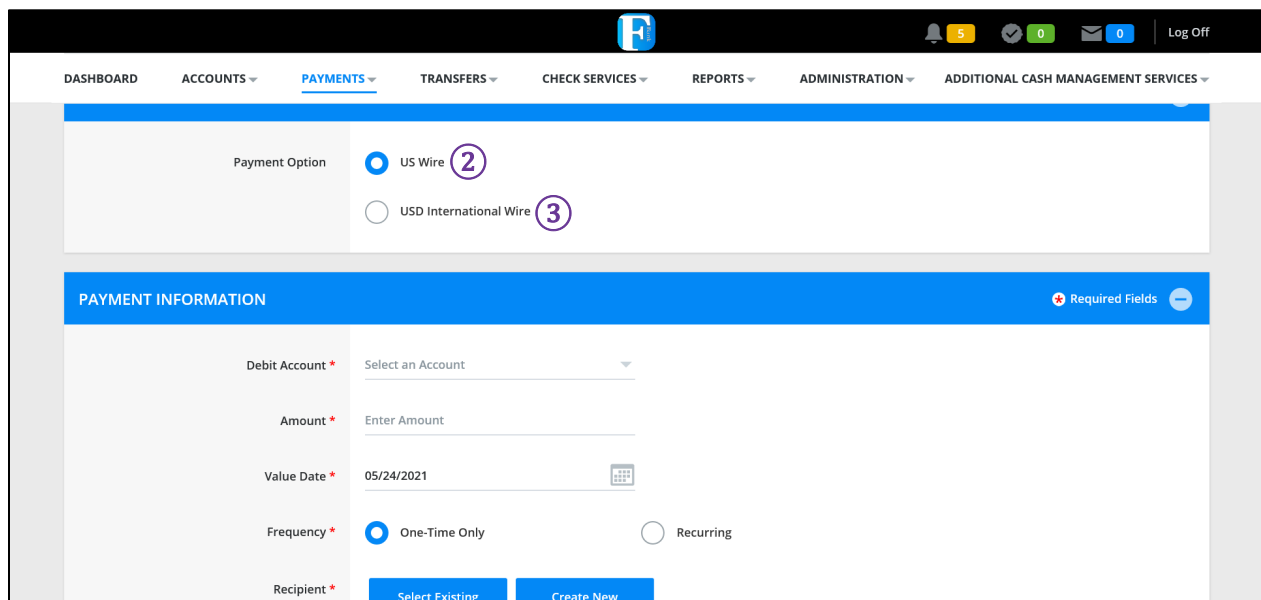 F Bank
5 0 0 Log Off
DASHBOARD ACCOUNTS PAYMENTS TRANSFERS CHECK SERVICES REPORTS ADMINISTRATION ADDITIONAL CASH MANAGEMENT SERVICES
Payment Option US Wire 2
USD International Wire 3
PAYMENT INFORMATION * Required Fields
Debit Account * Select an Account
Amount * Enter Amount
Value Date * 05/24/2021
Frequency * One-Time Only Recurring
Recipient * Select Existing Create New